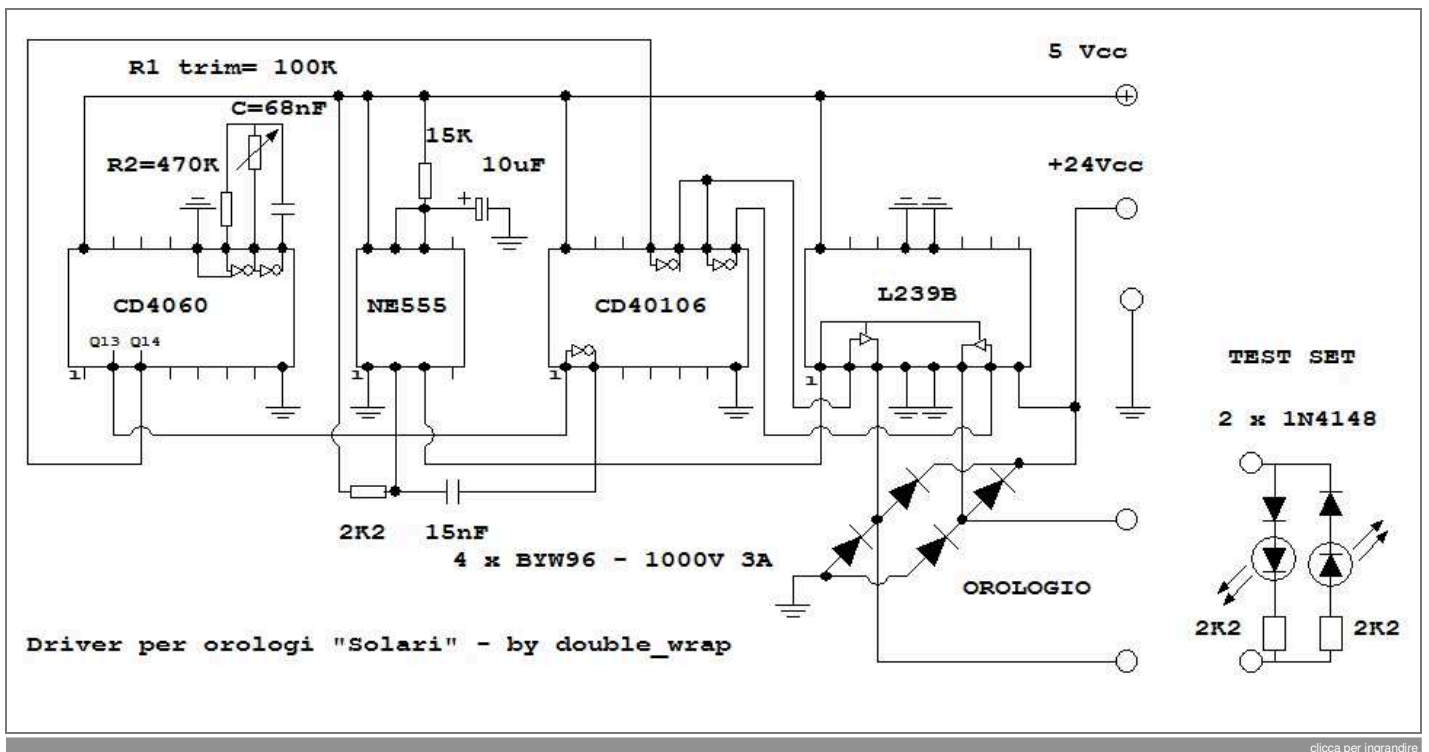 5 Vcc
R1 trim= 100K
C=68nF
15K
R2=470K
10uF
+24Vcc
CD4060
NE555
CD40106
L239B
Q13 Q14
1
1
1
1
TEST SET
2 x 1N4148
2K2
15nF
4 x BYW96 - 1000V 3A
OROLOGIO
2K2
2K2
Driver per orologi "Solari" - by double_wrap
clicca per ingrandire